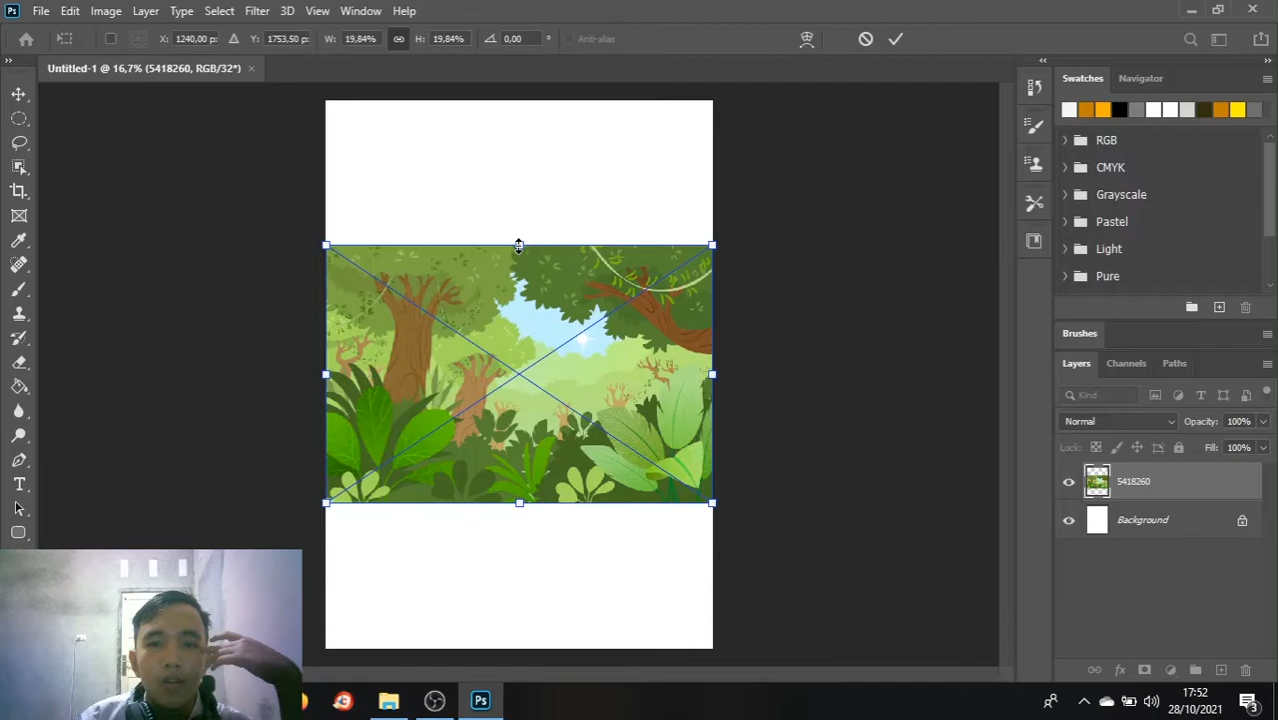 Ps File Edit Image Layer Type Select Filter 3D View Window Help
X: 1240,00 px Y: 1753,50 px W: 19,84% H: 19,84% 0,00 ° Anti-alias
Untitled-1 @ 16,7% (5418260, RGB/32*) ×
Swatches Navigator
RGB
CMYK
Grayscale
Pastel
Light
Pure
Brushes
Layers Channels Paths
Kind
Normal Opacity: 100%
Lock: Fill: 100%
5418260
Background
fx
Ps
17:52
28/10/2021
3